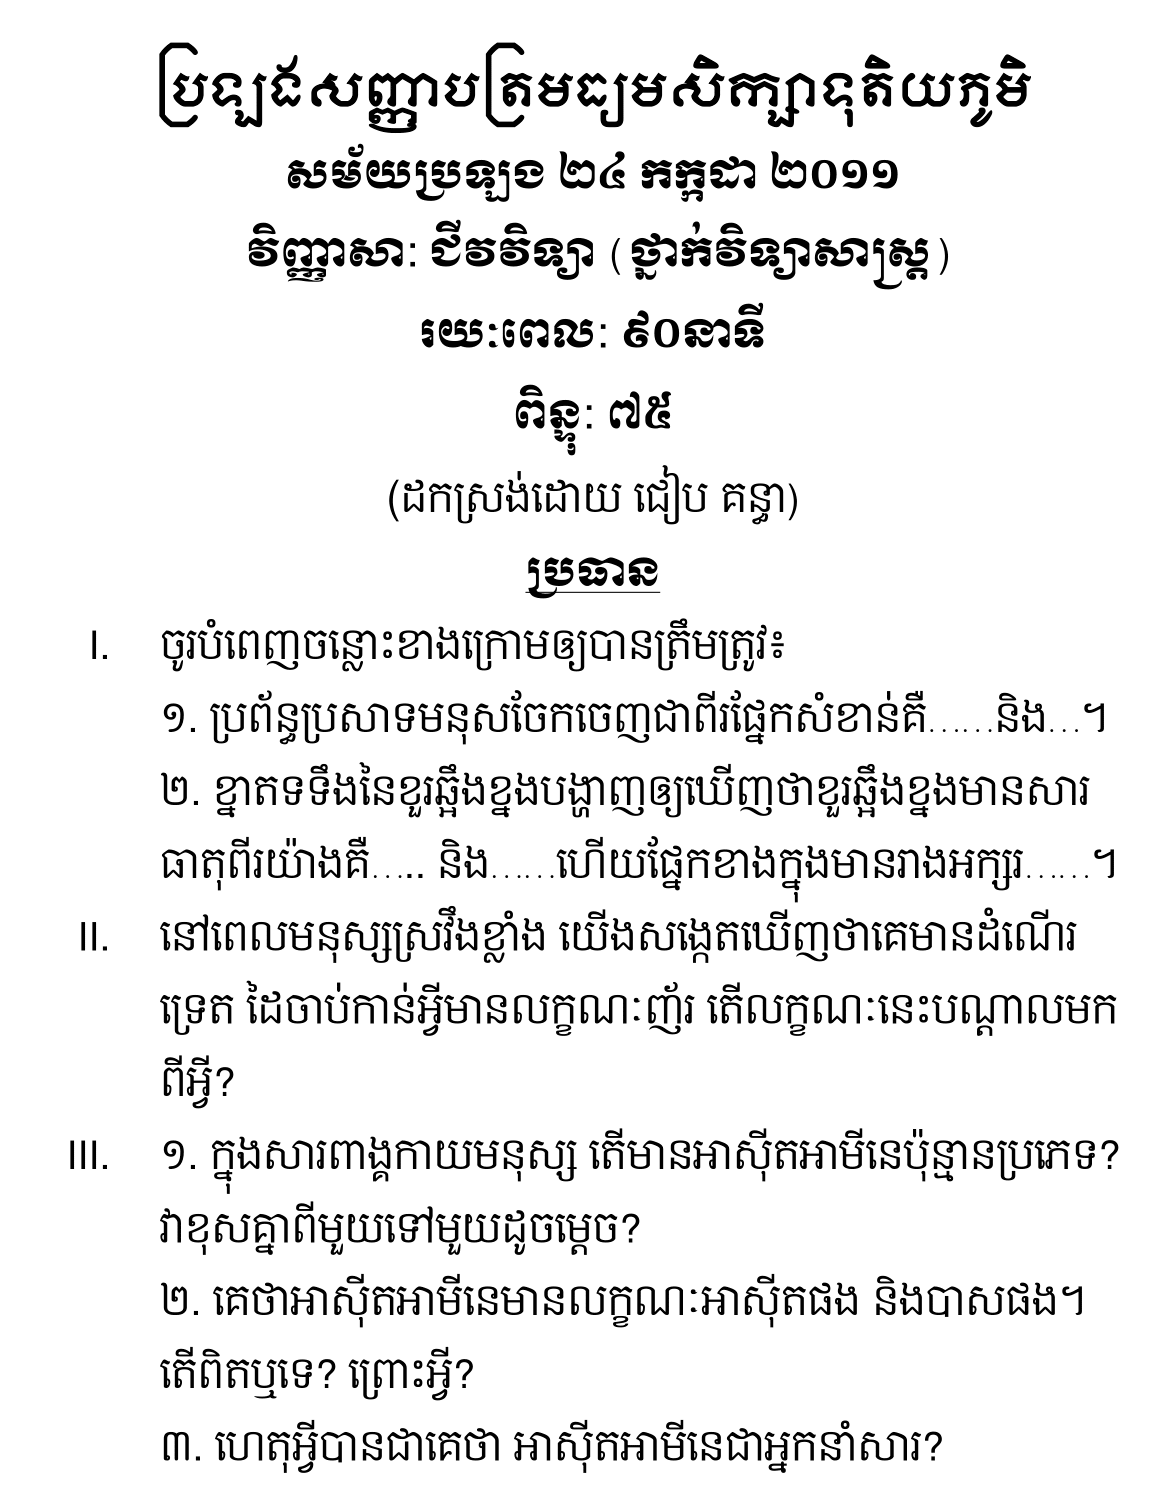 ប្រឡងសញ្ញាបត្រមធ្យមសិក្សាទុតិយភូមិ
សម័យប្រឡង ២៤ កក្កដា ២០១១
វិញ្ញាសា: ជីវវិទ្យា (ថ្នាក់វិទ្យាសាស្ត្រ)
រយៈពេល: ៩០នាទី
ពិន្ទុ: ៧៥
(ដកស្រង់ដោយ ជៀប គន្ធា)
ប្រធាន
I. ចូរបំពេញចន្លោះខាងក្រោមឲ្យបានត្រឹមត្រូវ៖
១. ប្រព័ន្ធប្រសាទមនុសចែកចេញជាពីរផ្នែកសំខាន់គឺ……និង…។
២. ខ្នាតទទឹងនៃខួរឆ្អឹងខ្នងបង្ហាញឲ្យឃើញថាខួរឆ្អឹងខ្នងមានសារ
ធាតុពីរយ៉ាងគឺ….. និង……ហើយផ្នែកខាងក្នុងមានរាងអក្សរ……។
II. នៅពេលមនុស្សស្រវឹងខ្លាំង យើងសង្កេតឃើញថាគេមានដំណើរ
ទ្រេត ដៃចាប់កាន់អ្វីមានលក្ខណៈញ័រ តើលក្ខណៈនេះបណ្ដាលមក
ពីអ្វី?
III. ១. ក្នុងសារពាង្គកាយមនុស្ស តើមានអាស៊ីតអាមីនេប៉ុន្មានប្រភេទ?
វាខុសគ្នាពីមួយទៅមួយដូចម្ដេច?
២. គេថាអាស៊ីតអាមីនេមានលក្ខណៈអាស៊ីតផង និងបាសផង។
តើពិតឬទេ? ព្រោះអ្វី?
៣. ហេតុអ្វីបានជាគេថា អាស៊ីតអាមីនេជាអ្នកនាំសារ?